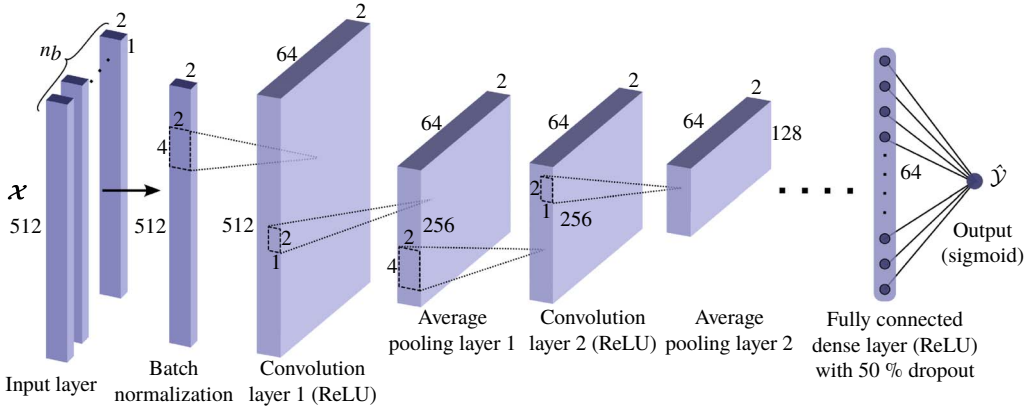 n_b
2
1
𝒙
512
Input layer
2
2
4
512
Batch
normalization
2
64
512
2
1
Convolution
layer 1 (ReLU)
2
64
256
2
4
Average
pooling layer 1
2
64
2
1
256
Convolution
layer 2 (ReLU)
2
64
128
Average
pooling layer 2
64
Fully connected
dense layer (ReLU)
with 50 % dropout
ŷ
Output
(sigmoid)